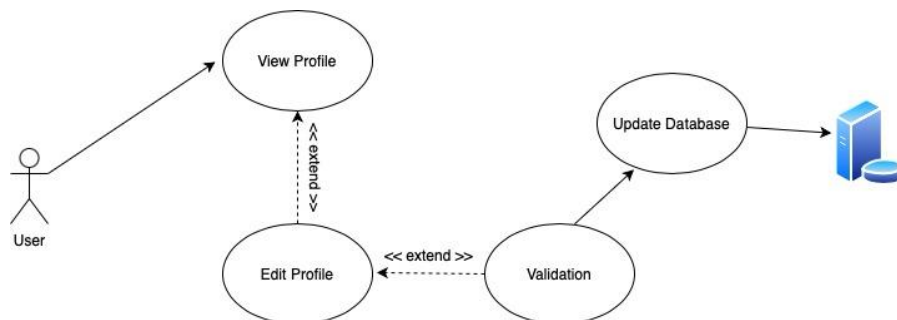 View Profile
Update Database
<< extend >>
User
Edit Profile
<< extend >>
Validation